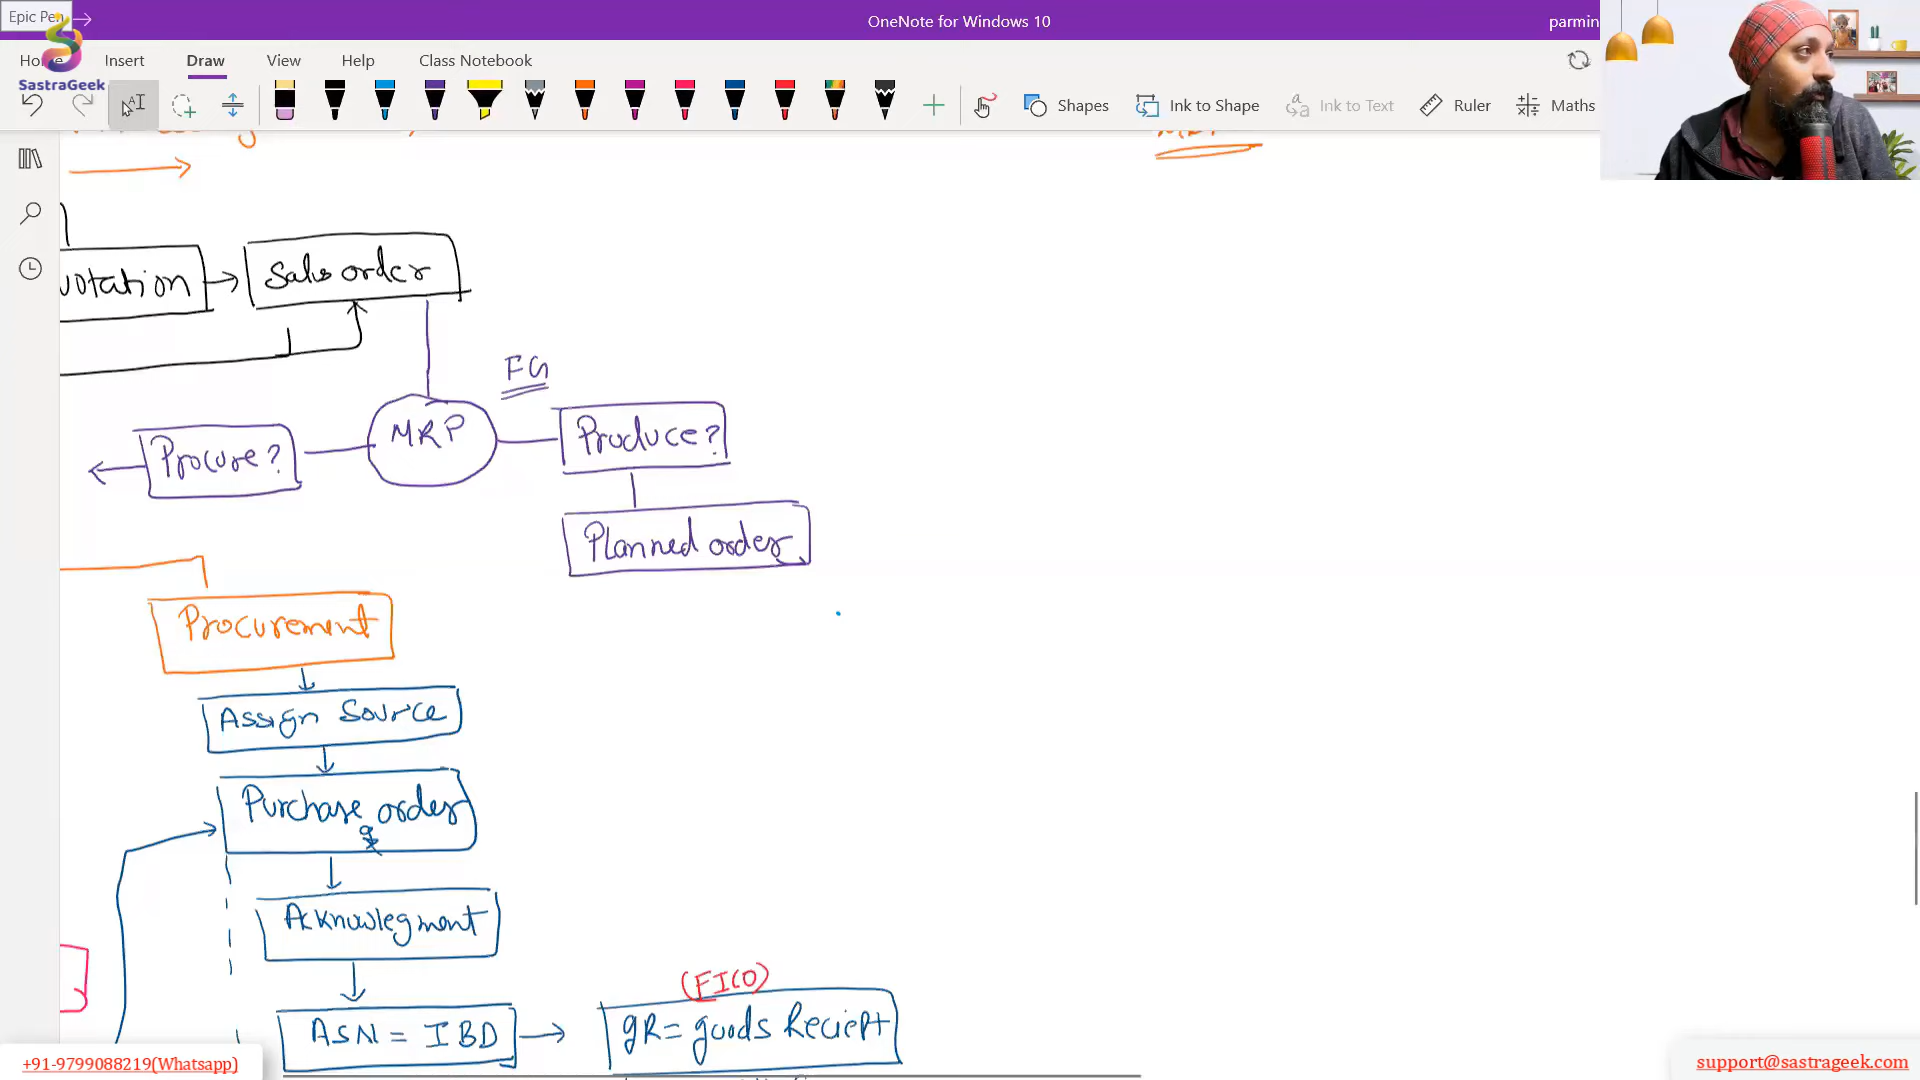 Epic Pen
OneNote for Windows 10
parmin
Home
Insert
Draw
View
Help
Class Notebook
SastraGeek
Shapes
Ink to Shape
Ink to Text
Ruler
Maths
uotation
Sales order
FG
MRP
Produce?
Procure?
Planned order
Procurement
Assign Source
Purchase order
Acknowlegment
(FICO)
ASN = IBD
gR = goods Reciept
+91-9799088219(Whatsapp)
support@sastrageek.com